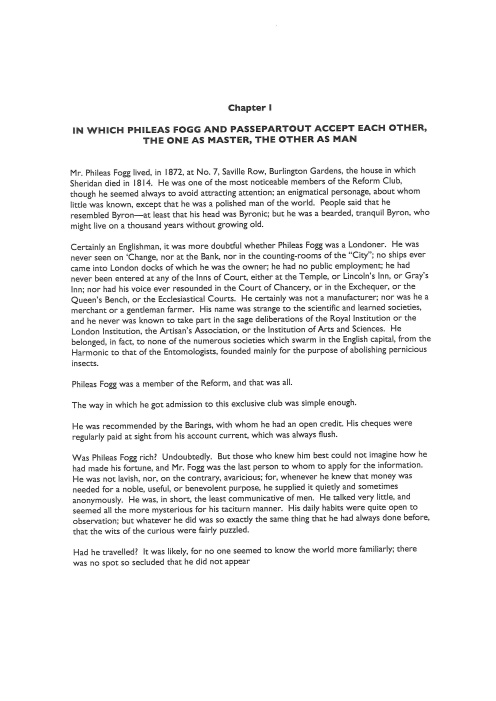 Chapter I
IN WHICH PHILEAS FOGG AND PASSEPARTOUT ACCEPT EACH OTHER,
THE ONE AS MASTER, THE OTHER AS MAN
Mr. Phileas Fogg lived, in 1872, at No. 7, Saville Row, Burlington Gardens, the house in which
Sheridan died in 1814. He was one of the most noticeable members of the Reform Club,
though he seemed always to avoid attracting attention; an enigmatical personage, about whom
little was known, except that he was a polished man of the world. People said that he
resembled Byron—at least that his head was Byronic; but he was a bearded, tranquil Byron, who
might live on a thousand years without growing old.
Certainly an Englishman, it was more doubtful whether Phileas Fogg was a Londoner. He was
never seen on 'Change, nor at the Bank, nor in the counting-rooms of the "City"; no ships ever
came into London docks of which he was the owner; he had no public employment; he had
never been entered at any of the Inns of Court, either at the Temple, or Lincoln's Inn, or Gray's
Inn; nor had his voice ever resounded in the Court of Chancery, or in the Exchequer, or the
Queen's Bench, or the Ecclesiastical Courts. He certainly was not a manufacturer; nor was he a
merchant or a gentleman farmer. His name was strange to the scientific and learned societies,
and he never was known to take part in the sage deliberations of the Royal Institution or the
London Institution, the Artisan's Association, or the Institution of Arts and Sciences. He
belonged, in fact, to none of the numerous societies which swarm in the English capital, from the
Harmonic to that of the Entomologists, founded mainly for the purpose of abolishing pernicious
insects.
Phileas Fogg was a member of the Reform, and that was all.
The way in which he got admission to this exclusive club was simple enough.
He was recommended by the Barings, with whom he had an open credit. His cheques were
regularly paid at sight from his account current, which was always flush.
Was Phileas Fogg rich? Undoubtedly. But those who knew him best could not imagine how he
had made his fortune, and Mr. Fogg was the last person to whom to apply for the information.
He was not lavish, nor, on the contrary, avaricious; for, whenever he knew that money was
needed for a noble, useful, or benevolent purpose, he supplied it quietly and sometimes
anonymously. He was, in short, the least communicative of men. He talked very little, and
seemed all the more mysterious for his taciturn manner. His daily habits were quite open to
observation; but whatever he did was so exactly the same thing that he had always done before,
that the wits of the curious were fairly puzzled.
Had he travelled? It was likely, for no one seemed to know the world more familiarly; there
was no spot so secluded that he did not appear